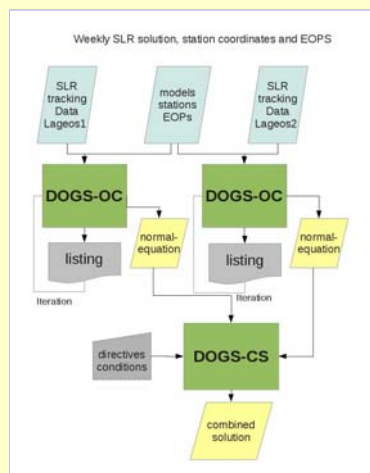 Weekly SLR solution, station coordinates and EOPS
SLR
tracking
Data
Lageos1
models
stations
EOPs
SLR
tracking
Data
Lageos2
DOGS-OC
DOGS-OC
normal-
equation
normal-
equation
listing
listing
Iteration
Iteration
directives
conditions
DOGS-CS
combined
solution